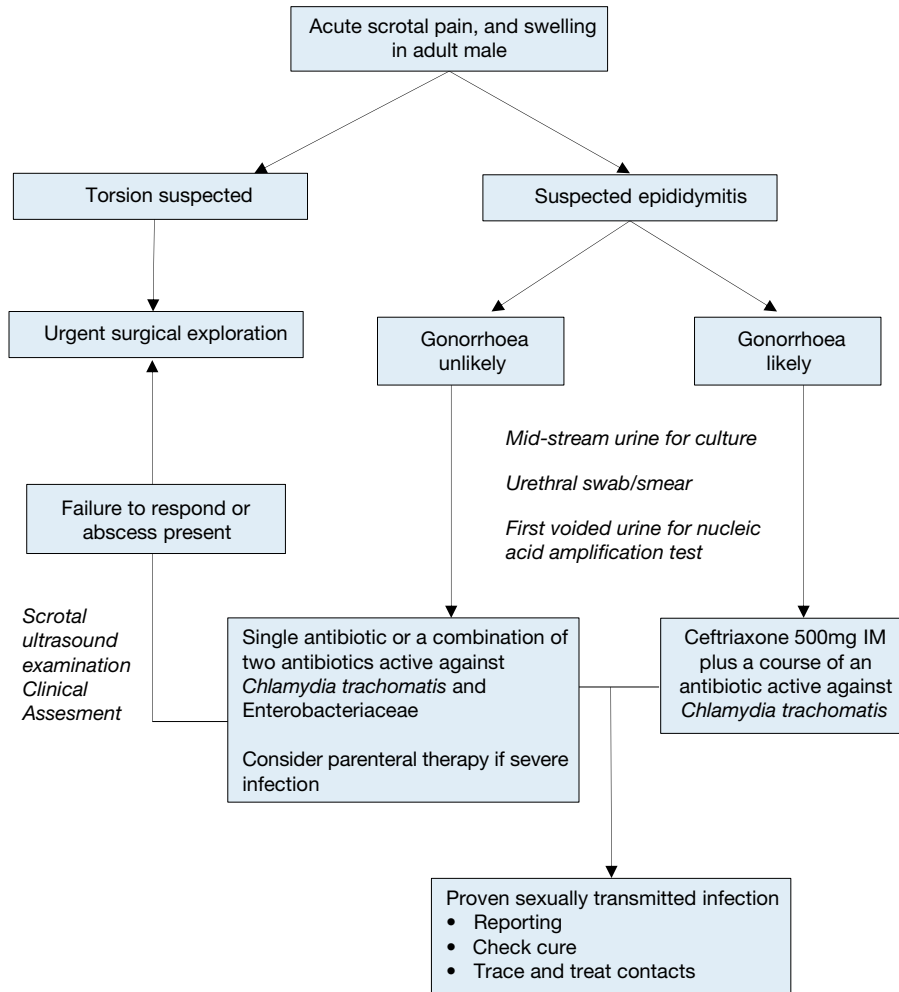 Acute scrotal pain, and swelling
in adult male
Torsion suspected
Suspected epididymitis
Urgent surgical exploration
Gonorrhoea
unlikely
Gonorrhoea
likely
Mid-stream urine for culture
Urethral swab/smear
First voided urine for nucleic
acid amplification test
Failure to respond or
abscess present
Scrotal
ultrasound
examination
Clinical
Assesment
Single antibiotic or a combination of
two antibiotics active against
Chlamydia trachomatis and
Enterobacteriaceae
Consider parenteral therapy if severe
infection
Ceftriaxone 500mg IM
plus a course of an
antibiotic active against
Chlamydia trachomatis
Proven sexually transmitted infection
• Reporting
• Check cure
• Trace and treat contacts